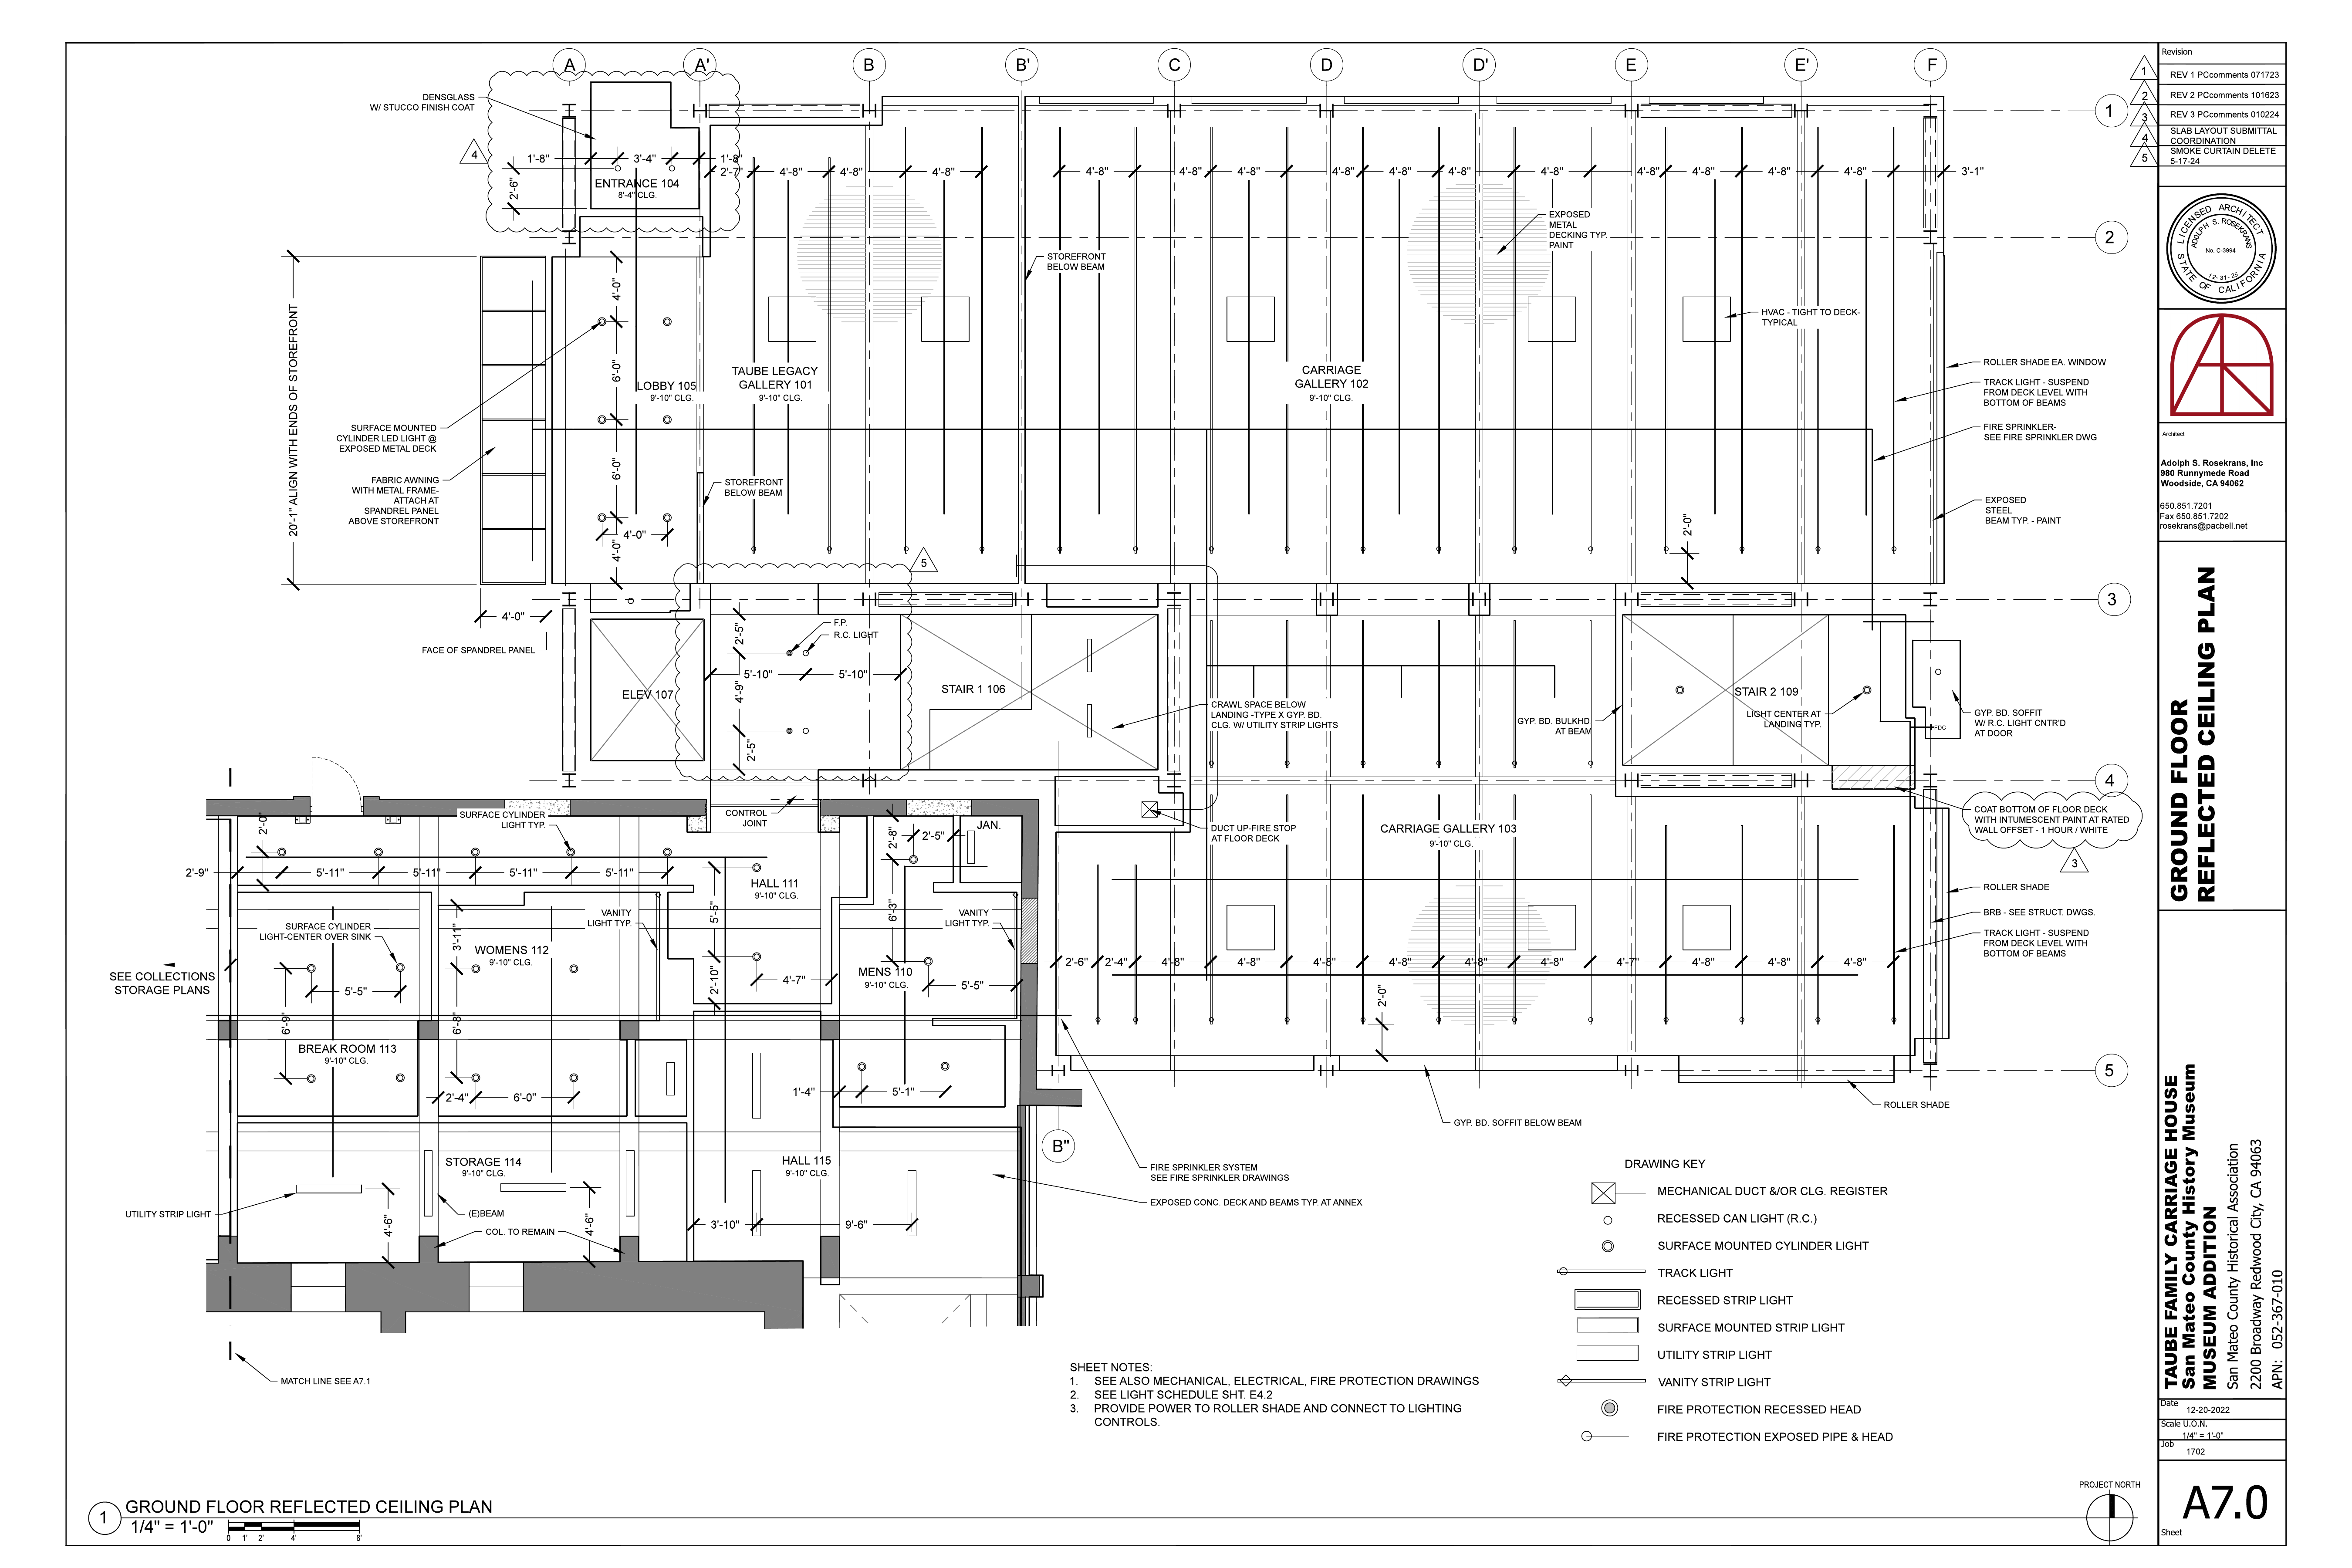 A
A'
B
B'
C
D
D'
E
E'
F
1
2
3
4
5
B"
DENSGLASS
W/ STUCCO FINISH COAT
4
1'-8"
3'-4"
1'-8"
2'-6"
ENTRANCE 104
8'-4" CLG.
2'-7"
4'-8"
4'-8"
4'-8"
4'-8"
4'-8"
4'-8"
4'-8"
4'-8"
4'-8"
4'-8"
4'-8"
4'-8"
4'-8"
4'-8"
3'-1"
EXPOSED
METAL
DECKING TYP.
PAINT
STOREFRONT
BELOW BEAM
HVAC - TIGHT TO DECK-
TYPICAL
20'-1" ALIGN WITH ENDS OF STOREFRONT
4'-0"
6'-0"
6'-0"
4'-0"
4'-0"
LOBBY 105
9'-10" CLG.
TAUBE LEGACY
GALLERY 101
9'-10" CLG.
CARRIAGE
GALLERY 102
9'-10" CLG.
ROLLER SHADE EA. WINDOW
TRACK LIGHT - SUSPEND
FROM DECK LEVEL WITH
BOTTOM OF BEAMS
FIRE SPRINKLER-
SEE FIRE SPRINKLER DWG
SURFACE MOUNTED
CYLINDER LED LIGHT @
EXPOSED METAL DECK
FABRIC AWNING
WITH METAL FRAME-
ATTACH AT
SPANDREL PANEL
ABOVE STOREFRONT
STOREFRONT
BELOW BEAM
EXPOSED
STEEL
BEAM TYP. - PAINT
2'-0"
5
4'-0"
FACE OF SPANDREL PANEL
2'-5"
F.P.
R.C. LIGHT
5'-10"
5'-10"
4'-9"
2'-5"
ELEV 107
STAIR 1 106
CRAWL SPACE BELOW
LANDING -TYPE X GYP. BD.
CLG. W/ UTILITY STRIP LIGHTS
GYP. BD. BULKHD.
AT BEAM
STAIR 2 109
LIGHT CENTER AT
LANDING TYP.
FDC
GYP. BD. SOFFIT
W/ R.C. LIGHT CNTR'D
AT DOOR
COAT BOTTOM OF FLOOR DECK
WITH INTUMESCENT PAINT AT RATED
WALL OFFSET - 1 HOUR / WHITE
3
CONTROL
JOINT
DUCT UP-FIRE STOP
AT FLOOR DECK
CARRIAGE GALLERY 103
9'-10" CLG.
ROLLER SHADE
BRB - SEE STRUCT. DWGS.
TRACK LIGHT - SUSPEND
FROM DECK LEVEL WITH
BOTTOM OF BEAMS
2'-6"
2'-4"
4'-8"
4'-8"
4'-8"
4'-8"
4'-8"
4'-8"
4'-7"
4'-8"
4'-8"
4'-8"
2'-0"
SURFACE CYLINDER
LIGHT TYP.
2'-0"
2'-9"
5'-11"
5'-11"
5'-11"
5'-11"
2'-8"
2'-5"
JAN.
HALL 111
9'-10" CLG.
5'-5"
2'-10"
4'-7"
6'-3"
VANITY
LIGHT TYP.
VANITY
LIGHT TYP.
SURFACE CYLINDER
LIGHT-CENTER OVER SINK
3'-11"
WOMENS 112
9'-10" CLG.
MENS 110
9'-10" CLG.
5'-5"
SEE COLLECTIONS
STORAGE PLANS
5'-5"
6'-9"
6'-8"
BREAK ROOM 113
9'-10" CLG.
2'-4"
6'-0"
1'-4"
5'-1"
ROLLER SHADE
GYP. BD. SOFFIT BELOW BEAM
STORAGE 114
9'-10" CLG.
HALL 115
9'-10" CLG.
FIRE SPRINKLER SYSTEM
SEE FIRE SPRINKLER DRAWINGS
EXPOSED CONC. DECK AND BEAMS TYP. AT ANNEX
UTILITY STRIP LIGHT
(E)BEAM
COL. TO REMAIN
4'-6"
4'-6"
3'-10"
9'-6"
MATCH LINE SEE A7.1
DRAWING KEY
MECHANICAL DUCT &/OR CLG. REGISTER
RECESSED CAN LIGHT (R.C.)
SURFACE MOUNTED CYLINDER LIGHT
TRACK LIGHT
RECESSED STRIP LIGHT
SURFACE MOUNTED STRIP LIGHT
UTILITY STRIP LIGHT
VANITY STRIP LIGHT
FIRE PROTECTION RECESSED HEAD
FIRE PROTECTION EXPOSED PIPE & HEAD
SHEET NOTES:
1. SEE ALSO MECHANICAL, ELECTRICAL, FIRE PROTECTION DRAWINGS
2. SEE LIGHT SCHEDULE SHT. E4.2
3. PROVIDE POWER TO ROLLER SHADE AND CONNECT TO LIGHTING
CONTROLS.
1
GROUND FLOOR REFLECTED CEILING PLAN
1/4" = 1'-0"
0 1' 2' 4' 8'
PROJECT NORTH
Revision
1 REV 1 PCcomments 071723
2 REV 2 PCcomments 101623
3 REV 3 PCcomments 010224
4 SLAB LAYOUT SUBMITTAL
COORDINATION
5 SMOKE CURTAIN DELETE
5-17-24
LICENSED ARCHITECT
ADOLPH S. ROSEKRANS
No. C-3994
12-31-25
STATE OF CALIFORNIA
Architect
Adolph S. Rosekrans, Inc
980 Runnymede Road
Woodside, CA 94062
650.851.7201
Fax 650.851.7202
rosekrans@pacbell.net
GROUND FLOOR
REFLECTED CEILING PLAN
TAUBE FAMILY CARRIAGE HOUSE
San Mateo County History Museum
MUSEUM ADDITION
San Mateo County Historical Association
2200 Broadway Redwood City, CA 94063
APN: 052-367-010
Date
12-20-2022
Scale U.O.N.
1/4" = 1'-0"
Job
1702
A7.0
Sheet